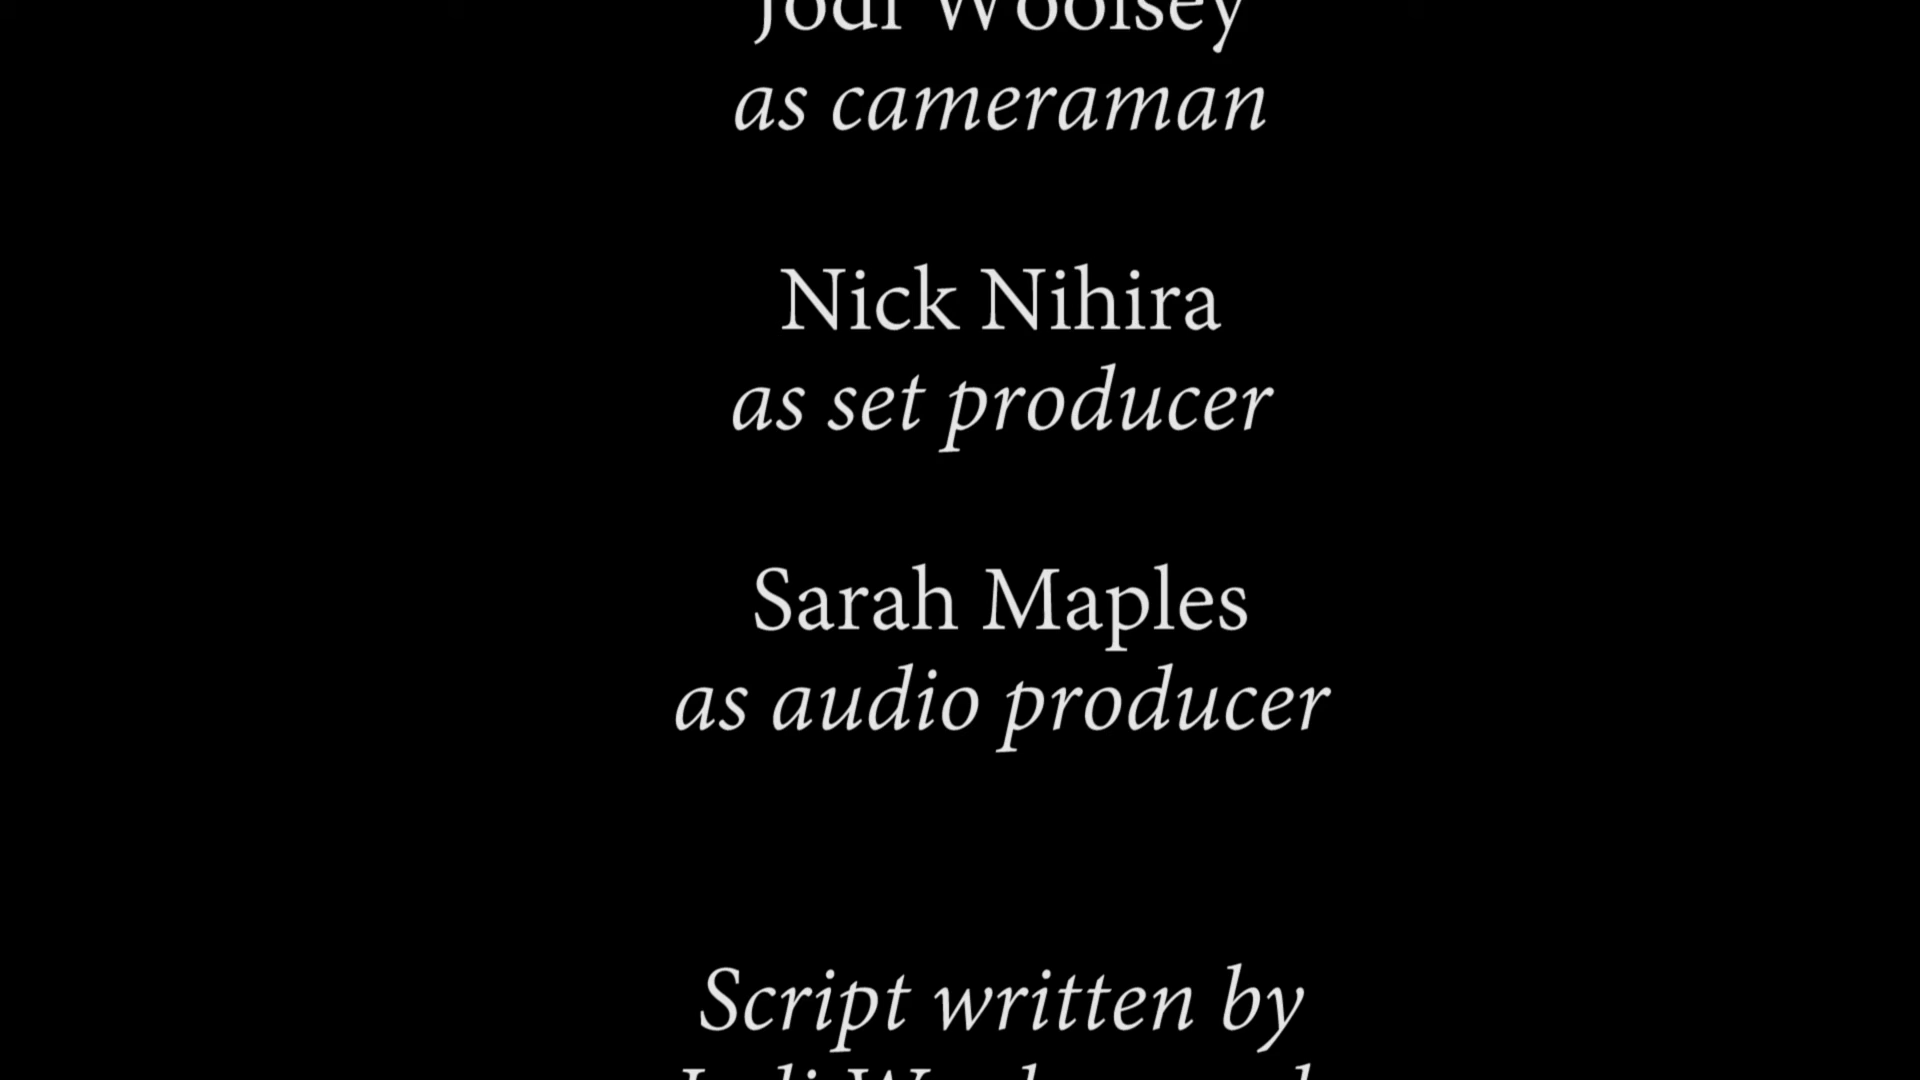 Jodi Woolsey
as cameraman
Nick Nihira
as set producer
Sarah Maples
as audio producer
Script written by